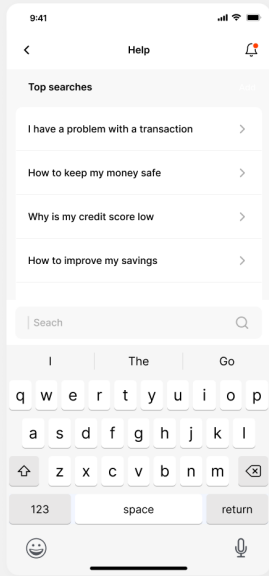 9:41
Help
Top searches
I have a problem with a transaction
How to keep my money safe
Why is my credit score low
How to improve my savings
Seach
I The Go
q w e r t y u i o p
a s d f g h j k l
z x c v b n m
123 space return